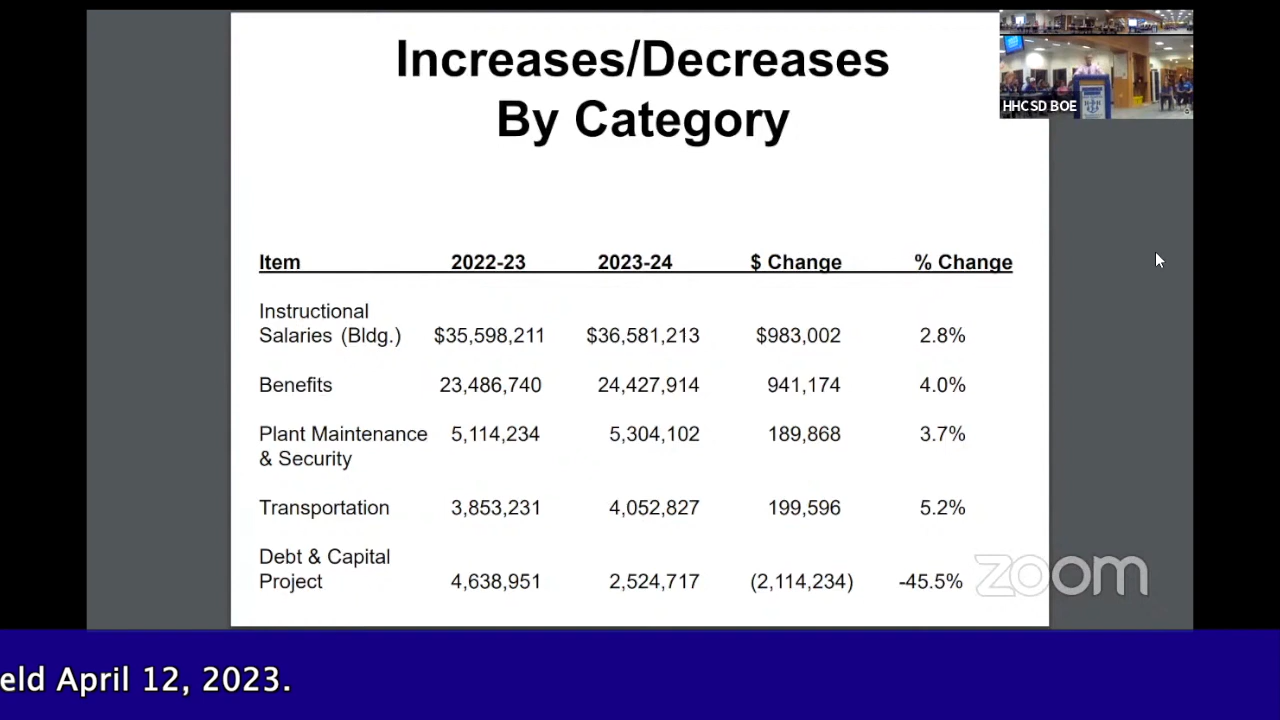 Increases/Decreases
By Category
HHCSD BOE
Item 2022-23 2023-24 $ Change % Change
Instructional
Salaries (Bldg.) $35,598,211 $36,581,213 $983,002 2.8%
Benefits 23,486,740 24,427,914 941,174 4.0%
Plant Maintenance 5,114,234 5,304,102 189,868 3.7%
& Security
Transportation 3,853,231 4,052,827 199,596 5.2%
Debt & Capital
Project 4,638,951 2,524,717 (2,114,234) -45.5%
zoom
eld April 12, 2023.